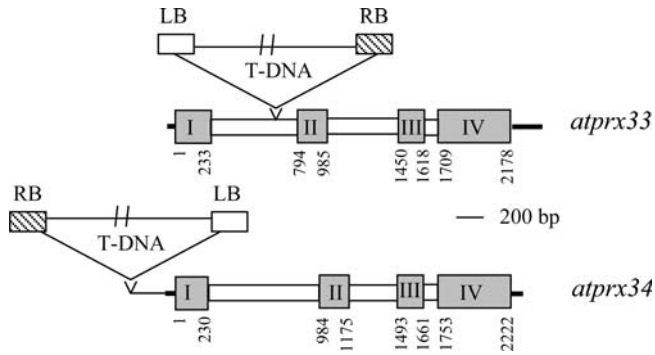 LB RB
T-DNA
I II III IV atprx33
1 233 794 985 1450 1618 1709 2178
RB LB
200 bp
T-DNA
I II III IV atprx34
1 230 984 1175 1493 1661 1753 2222